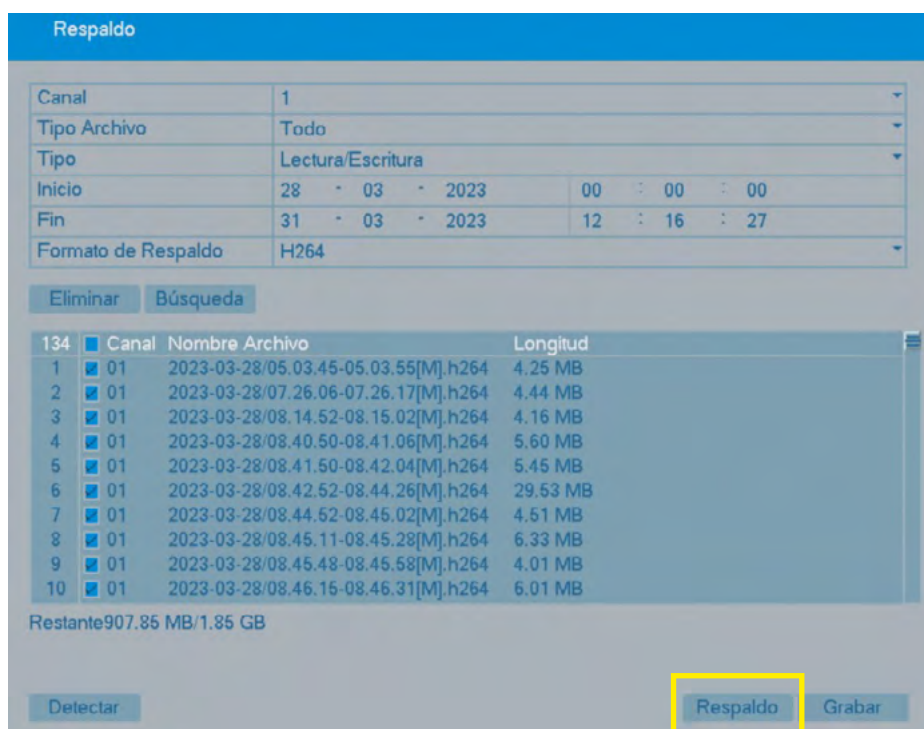 Respaldo
Canal 1
Tipo Archivo Todo
Tipo Lectura/Escritura
Inicio 28 - 03 - 2023 00 : 00 : 00
Fin 31 - 03 - 2023 12 : 16 : 27
Formato de Respaldo H264
Eliminar Búsqueda
134 Canal Nombre Archivo Longitud
1 01 2023-03-28/05.03.45-05.03.55[M].h264 4.25 MB
2 01 2023-03-28/07.26.06-07.26.17[M].h264 4.44 MB
3 01 2023-03-28/08.14.52-08.15.02[M].h264 4.16 MB
4 01 2023-03-28/08.40.50-08.41.06[M].h264 5.60 MB
5 01 2023-03-28/08.41.50-08.42.04[M].h264 5.45 MB
6 01 2023-03-28/08.42.52-08.44.26[M].h264 29.53 MB
7 01 2023-03-28/08.44.52-08.45.02[M].h264 4.51 MB
8 01 2023-03-28/08.45.11-08.45.28[M].h264 6.33 MB
9 01 2023-03-28/08.45.48-08.45.58[M].h264 4.01 MB
10 01 2023-03-28/08.46.15-08.46.31[M].h264 6.01 MB
Restante907.85 MB/1.85 GB
Detectar Respaldo Grabar